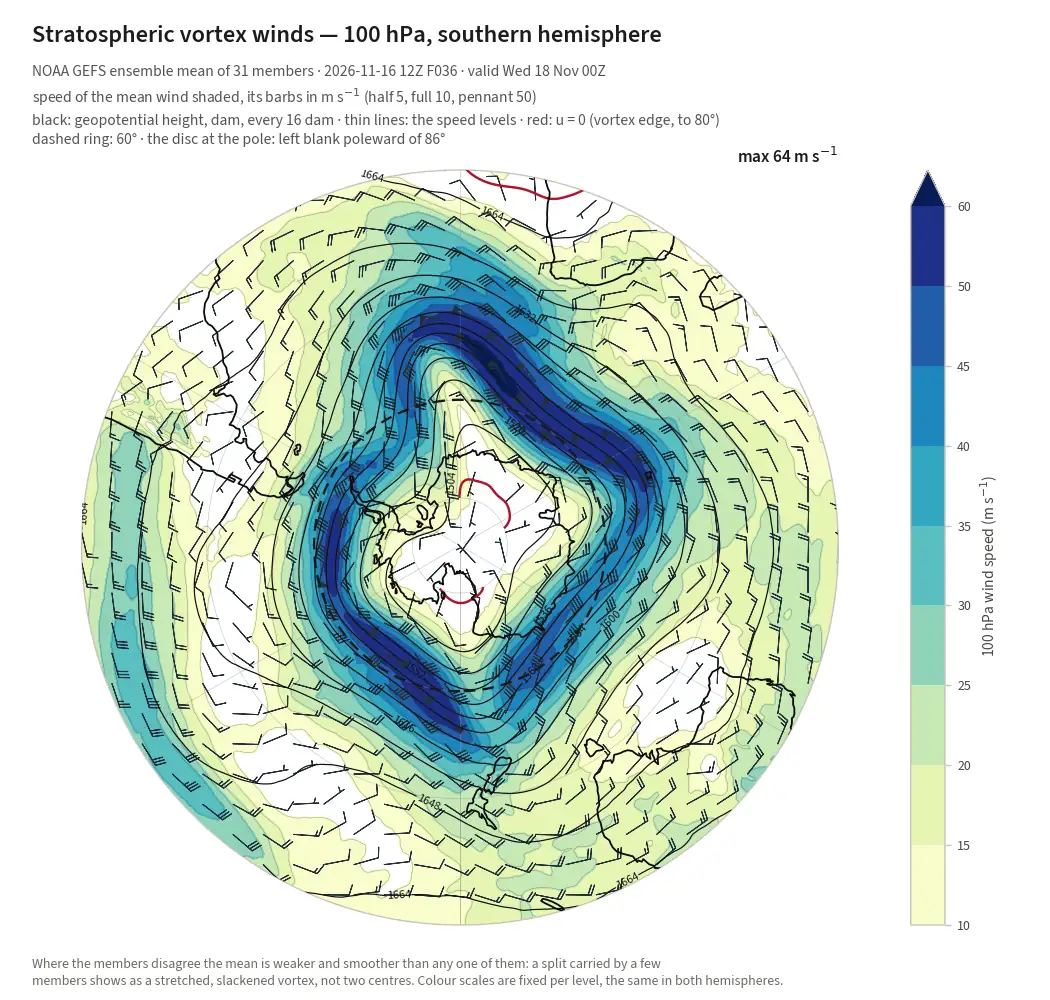 Stratospheric vortex winds — 100 hPa, southern hemisphere
NOAA GEFS ensemble mean of 31 members · 2026-11-16 12Z F036 · valid Wed 18 Nov 00Z
speed of the mean wind shaded, its barbs in m s⁻¹ (half 5, full 10, pennant 50)
black: geopotential height, dam, every 16 dam · thin lines: the speed levels · red: u = 0 (vortex edge, to 80°)
dashed ring: 60° · the disc at the pole: left blank poleward of 86°
max 64 m s⁻¹
1664
1664
1504
1664
1600
1648
1664
1664
60
50
45
40
35
30
25
20
15
10
100 hPa wind speed (m s⁻¹)
Where the members disagree the mean is weaker and smoother than any one of them: a split carried by a few
members shows as a stretched, slackened vortex, not two centres. Colour scales are fixed per level, the same in both hemispheres.